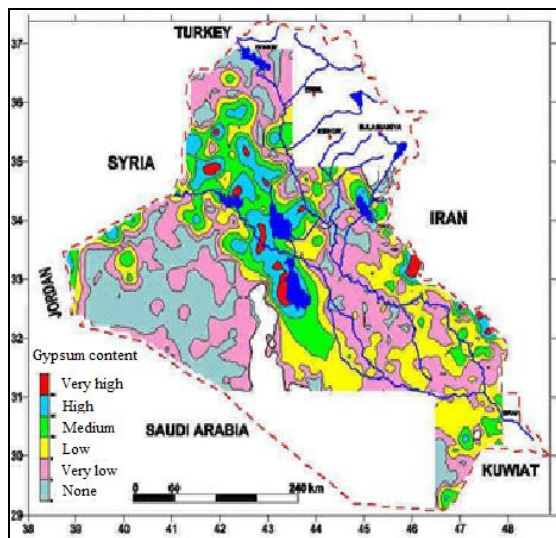 TURKEY
SYRIA
IRAN
JORDAN
Gypsum content
Very high
High
Medium
Low
Very low
None
SAUDI ARABIA
KUWIAT
0 60 240 km
37
36
35
34
33
32
31
30
29
38 39 40 41 42 43 44 45 46 47 48